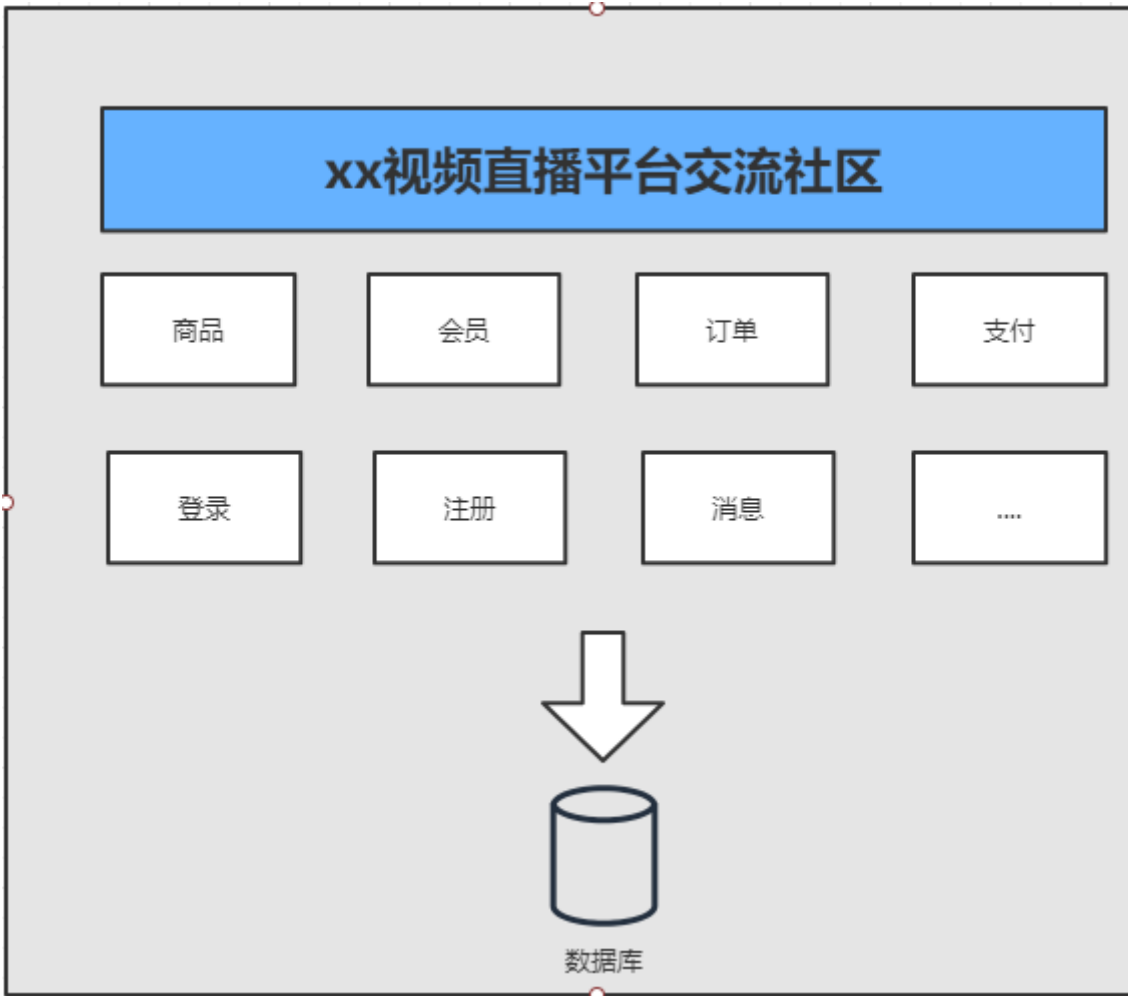 xx视频直播平台交流社区
商品
会员
订单
支付
登录
注册
消息
....
数据库